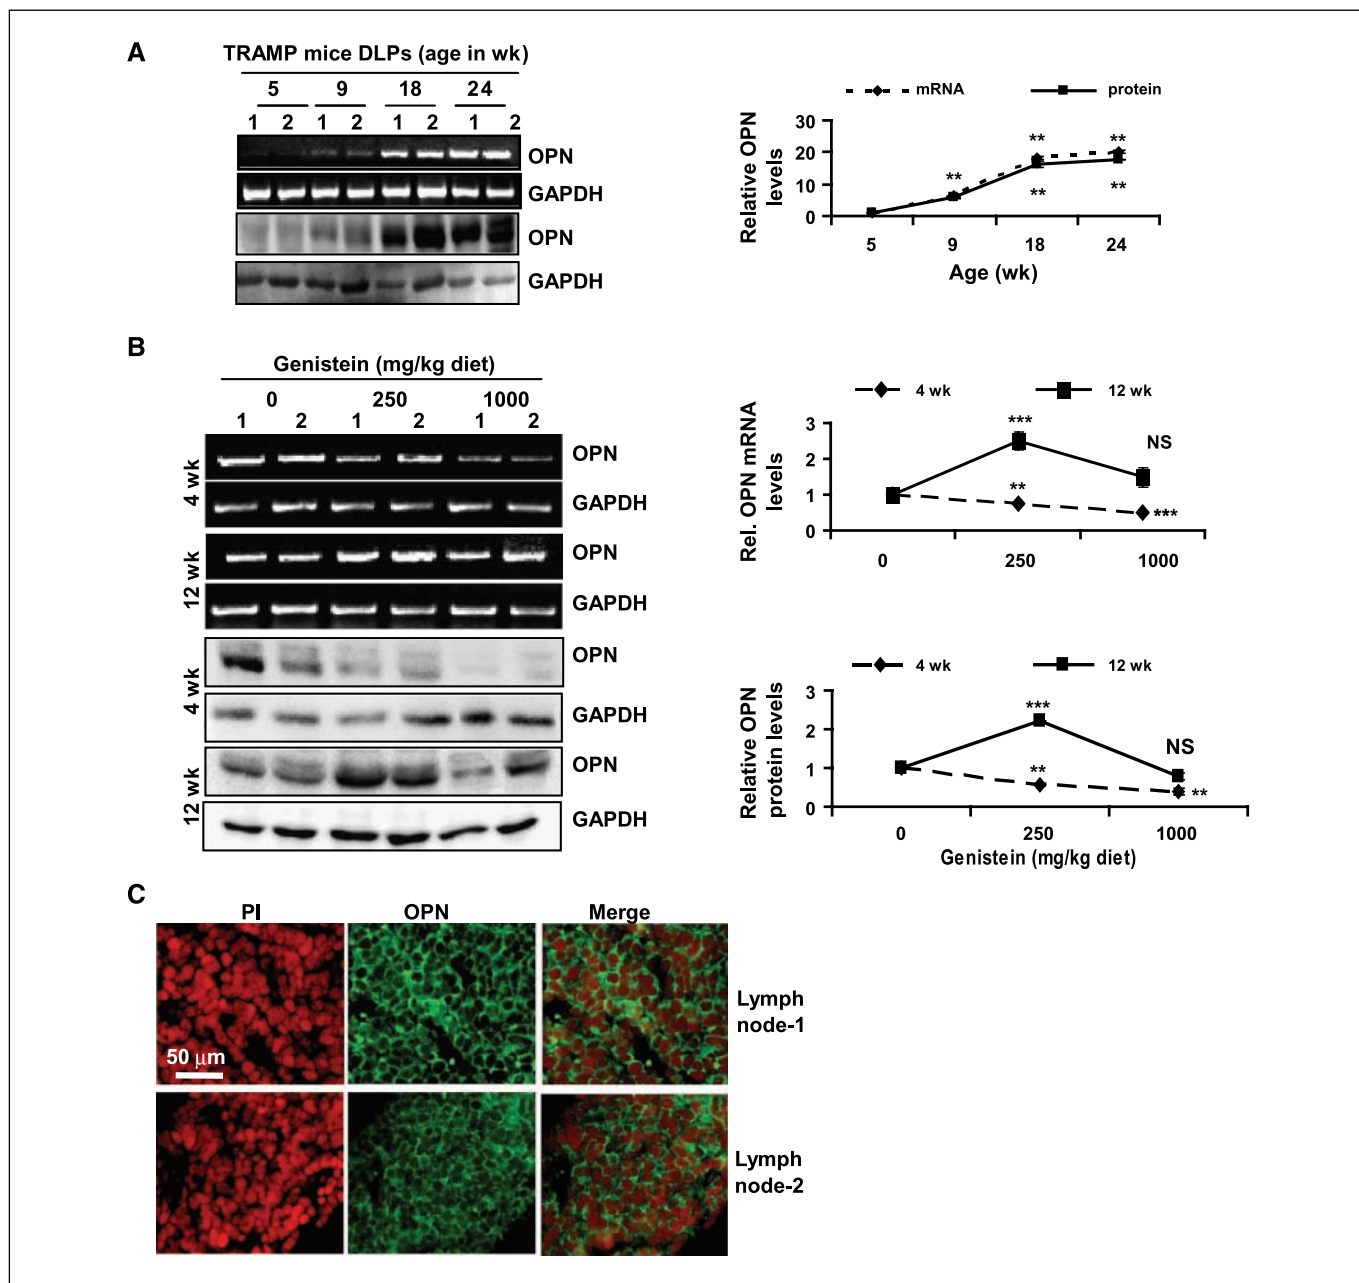 A
TRAMP mice DLPs (age in wk)
5 9 18 24
1 2 1 2 1 2 1 2
OPN
GAPDH
OPN
GAPDH
mRNA protein
Relative OPN
levels
30
20
10
0
**
**
**
**
**
5 9 18 24
Age (wk)
B
Genistein (mg/kg diet)
0 250 1000
1 2 1 2 1 2
4 wk
OPN
GAPDH
12 wk
OPN
GAPDH
4 wk
OPN
GAPDH
12 wk
OPN
GAPDH
4 wk 12 wk
Rel. OPN mRNA
levels
3
2
1
0
***
NS
**
***
0 250 1000
4 wk 12 wk
Relative OPN
protein levels
3
2
1
0
***
NS
**
**
0 250 1000
Genistein (mg/kg diet)
C
PI OPN Merge
50 μm
Lymph
node-1
Lymph
node-2